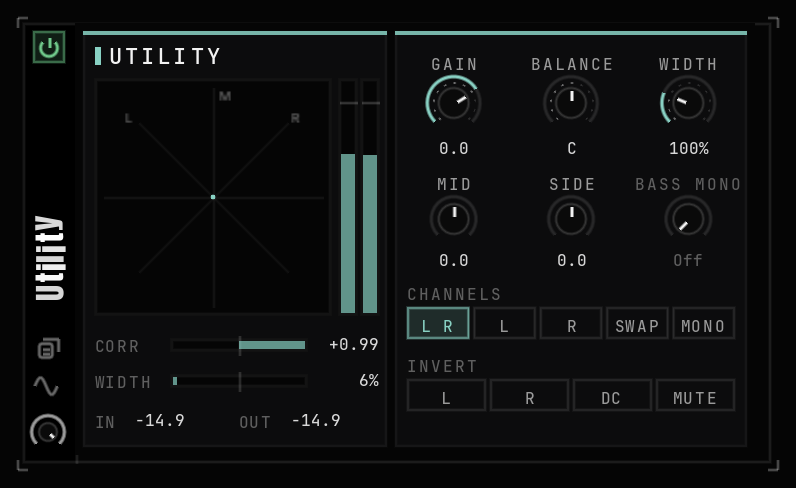 Utility
UTILITY
M
L R
CORR +0.99
WIDTH 6%
IN -14.9 OUT -14.9
GAIN BALANCE WIDTH
0.0 C 100%
MID SIDE BASS MONO
0.0 0.0 Off
CHANNELS
L R L R SWAP MONO
INVERT
L R DC MUTE